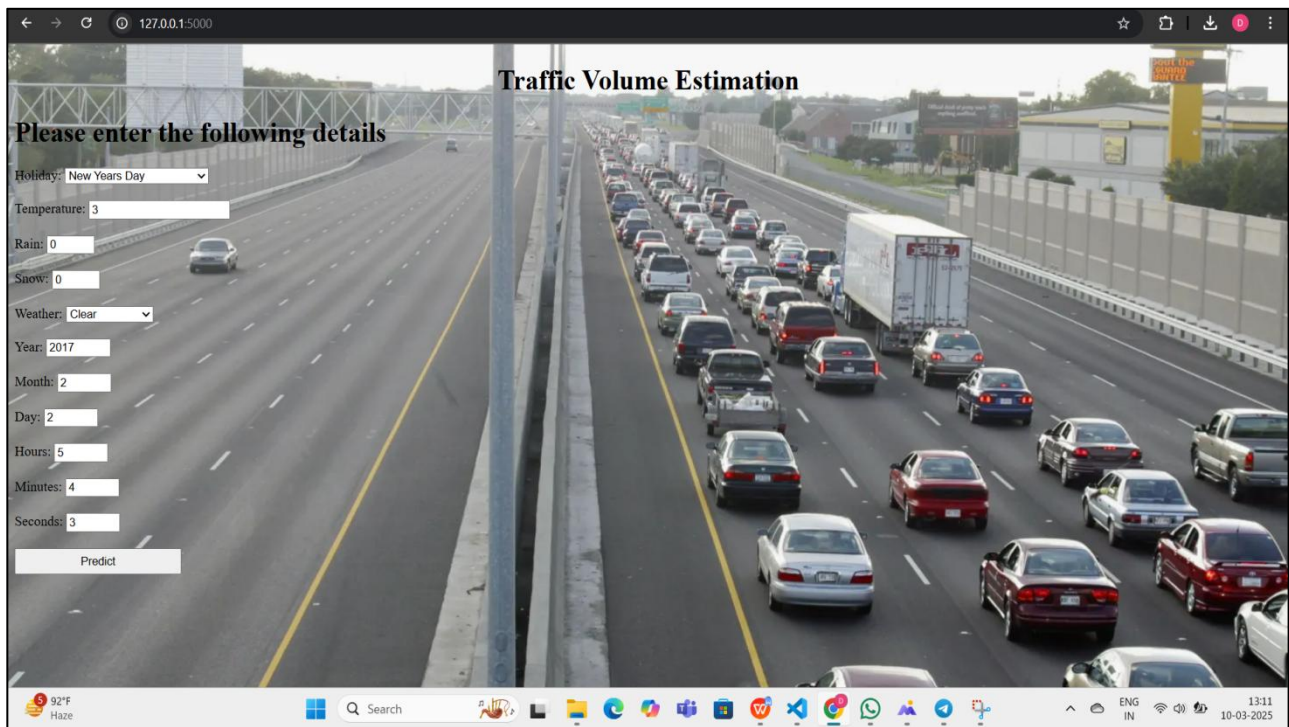 127.0.0.1:5000
D
Traffic Volume Estimation
Please enter the following details
Holiday: New Years Day
Temperature: 3
Rain: 0
Snow: 0
Weather: Clear
Year: 2017
Month: 2
Day: 2
Hours: 5
Minutes: 4
Seconds: 3
Predict
5
92°F
Haze
Search
ENG
IN
13:11
10-03-2025